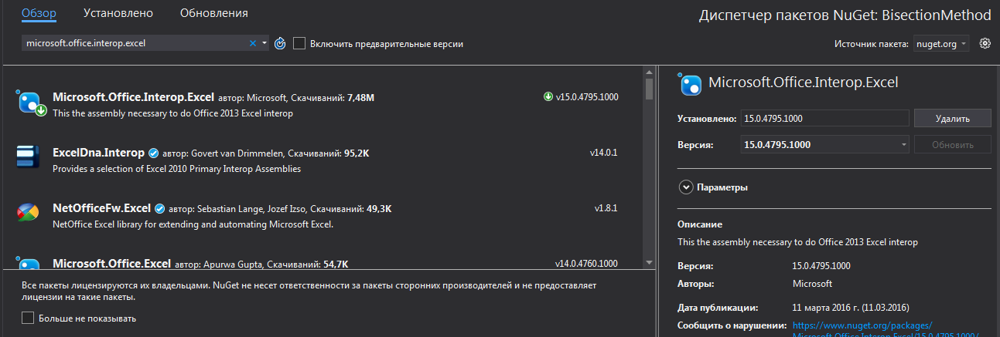 Обзор Установлено Обновления
Диспетчер пакетов NuGet: BisectionMethod
microsoft.office.interop.excel Включить предварительные версии
Источник пакета: nuget.org
Microsoft.Office.Interop.Excel автор: Microsoft, Скачиваний: 7,48M v15.0.4795.1000
This the assembly necessary to do Office 2013 Excel interop
ExcelDna.Interop автор: Govert van Drimmelen, Скачиваний: 95,2K v14.0.1
Provides a selection of Excel 2010 Primary Interop Assemblies
NetOfficeFw.Excel автор: Sebastian Lange, Jozef Izso, Скачиваний: 49,3K v1.8.1
NetOffice Excel library for extending and automating Microsoft Excel.
Microsoft.Office.Excel автор: Apurwa Gupta, Скачиваний: 54,7K v14.0.4760.1000
Все пакеты лицензируются их владельцами. NuGet не несет ответственности за пакеты сторонних производителей и не предоставляет
лицензии на такие пакеты.
Больше не показывать
Microsoft.Office.Interop.Excel
Установлено: 15.0.4795.1000 Удалить
Версия: 15.0.4795.1000 Обновить
Параметры
Описание
This the assembly necessary to do Office 2013 Excel interop
Версия: 15.0.4795.1000
Авторы: Microsoft
Дата публикации: 11 марта 2016 г. (11.03.2016)
Сообщить о нарушении: https://www.nuget.org/packages/
Microsoft.Office.Interop.Excel/15.0.4795.1000/